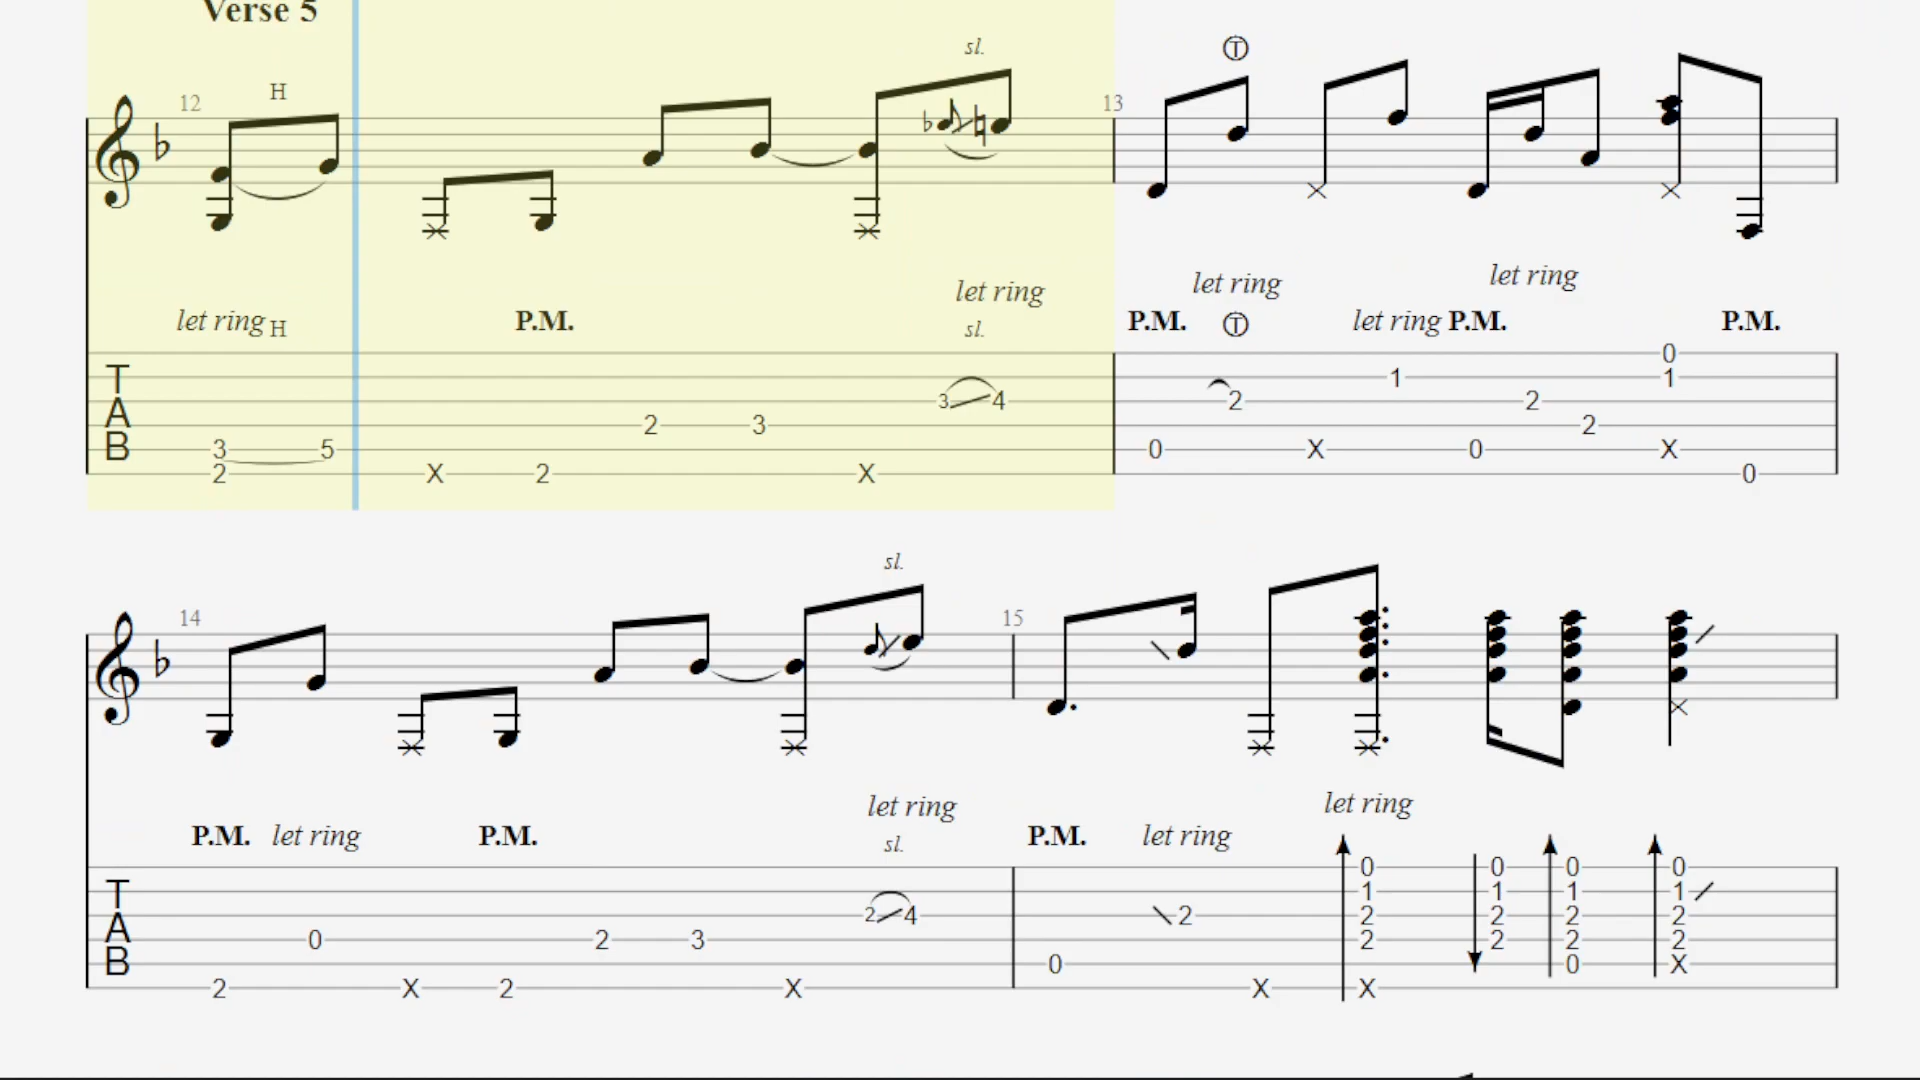 Verse 5
sl.
Ⓣ
12 H 13
let ring let ring let ring
let ring H P.M. sl. P.M. Ⓣ let ring P.M. P.M.
0
T 1 1
A 3 4 2 2
2 3 2
B 3 5 0 X 0 X
2 X 2 X 0
sl.
14 15
let ring let ring
P.M. let ring P.M. sl. P.M. let ring
0 0 0 0
T 1 1 1 1
2 4 2 2 2 2 2
A 0 2 3 2 2 2 2
B 0 0 X
2 X 2 X X X